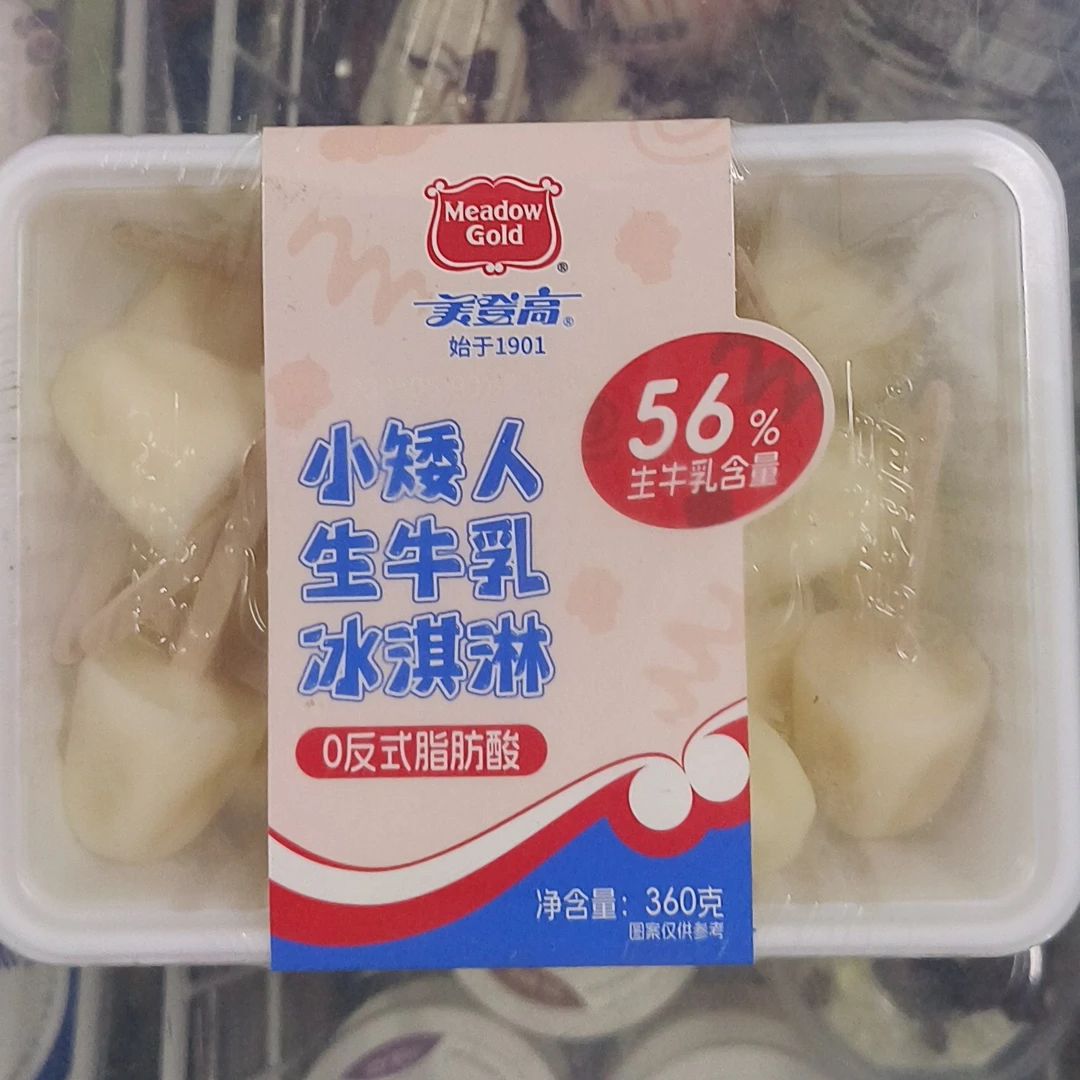 Meadow
Gold
®
美登高®
始于1901
56%
生牛乳含量
小矮人
生牛乳
冰淇淋
0反式脂肪酸
净含量：360克
图案仅供参考